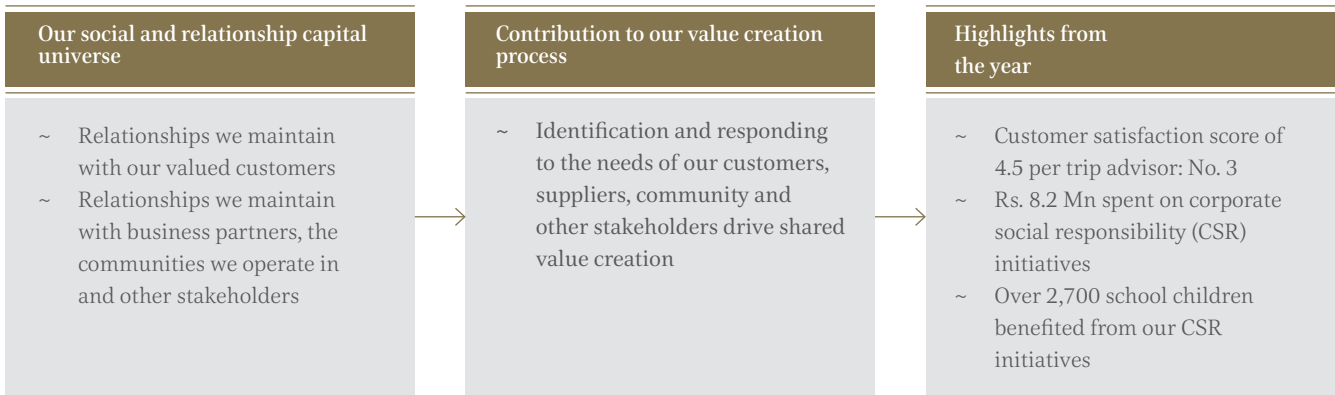 Our social and relationship capital
universe
~ Relationships we maintain
with our valued customers
~ Relationships we maintain
with business partners, the
communities we operate in
and other stakeholders
Contribution to our value creation
process
~ Identification and responding
to the needs of our customers,
suppliers, community and
other stakeholders drive shared
value creation
Highlights from
the year
~ Customer satisfaction score of
4.5 per trip advisor: No. 3
~ Rs. 8.2 Mn spent on corporate
social responsibility (CSR)
initiatives
~ Over 2,700 school children
benefited from our CSR
initiatives